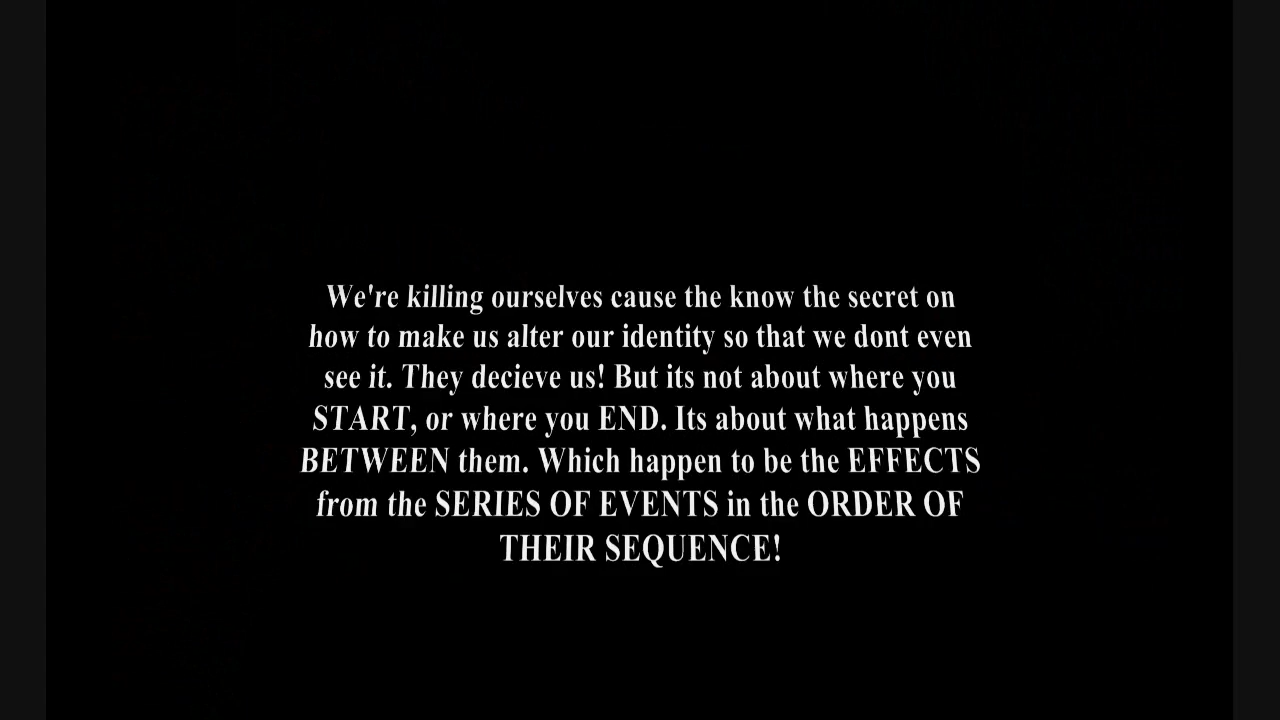 We're killing ourselves cause the know the secret on
how to make us alter our identity so that we dont even
see it. They decieve us! But its not about where you
START, or where you END. Its about what happens
BETWEEN them. Which happen to be the EFFECTS
from the SERIES OF EVENTS in the ORDER OF
THEIR SEQUENCE!